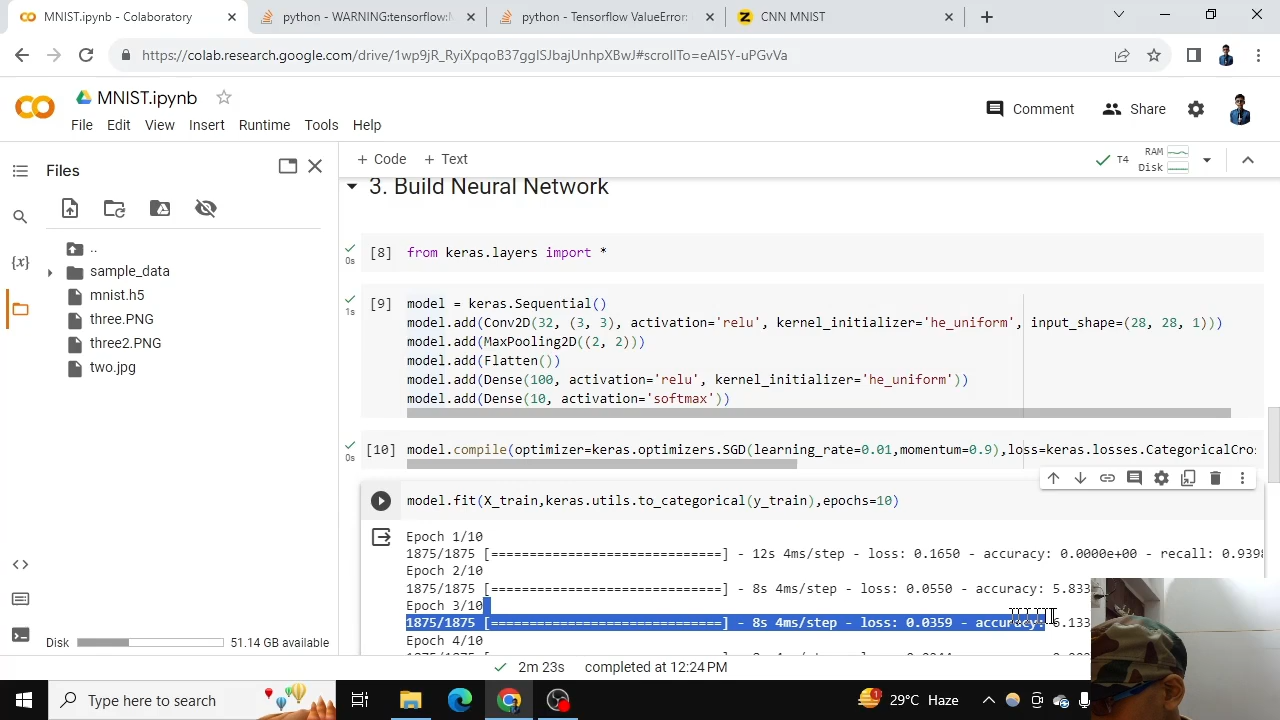 MNIST.ipynb - Colaboratory
python - WARNING:tensorflow:M
python - Tensorflow ValueError:
CNN MNIST
https://colab.research.google.com/drive/1wp9jR_RyiXpqoB37ggISJbajUnhpXBwJ#scrollTo=eAI5Y-uPGvVa
MNIST.ipynb
Comment
Share
File Edit View Insert Runtime Tools Help
Files
+ Code + Text
T4
RAM
Disk
3. Build Neural Network
..
sample_data
mnist.h5
three.PNG
three2.PNG
two.jpg
{x}
0s
[8] from keras.layers import *
1s
[9] model = keras.Sequential()
model.add(Conv2D(32, (3, 3), activation='relu', kernel_initializer='he_uniform', input_shape=(28, 28, 1)))
model.add(MaxPooling2D((2, 2)))
model.add(Flatten())
model.add(Dense(100, activation='relu', kernel_initializer='he_uniform'))
model.add(Dense(10, activation='softmax'))
0s
[10] model.compile(optimizer=keras.optimizers.SGD(learning_rate=0.01,momentum=0.9),loss=keras.losses.CategoricalCro
model.fit(X_train,keras.utils.to_categorical(y_train),epochs=10)
Epoch 1/10
1875/1875 [==============================] - 12s 4ms/step - loss: 0.1650 - accuracy: 0.0000e+00 - recall: 0.9398
Epoch 2/10
1875/1875 [==============================] - 8s 4ms/step - loss: 0.0550 - accuracy: 5.833
Epoch 3/10
1875/1875 [==============================] - 8s 4ms/step - loss: 0.0359 - accuracy: 6.133
Epoch 4/10
Disk
51.14 GB available
2m 23s completed at 12:24 PM
Type here to search
1
29°C Haze